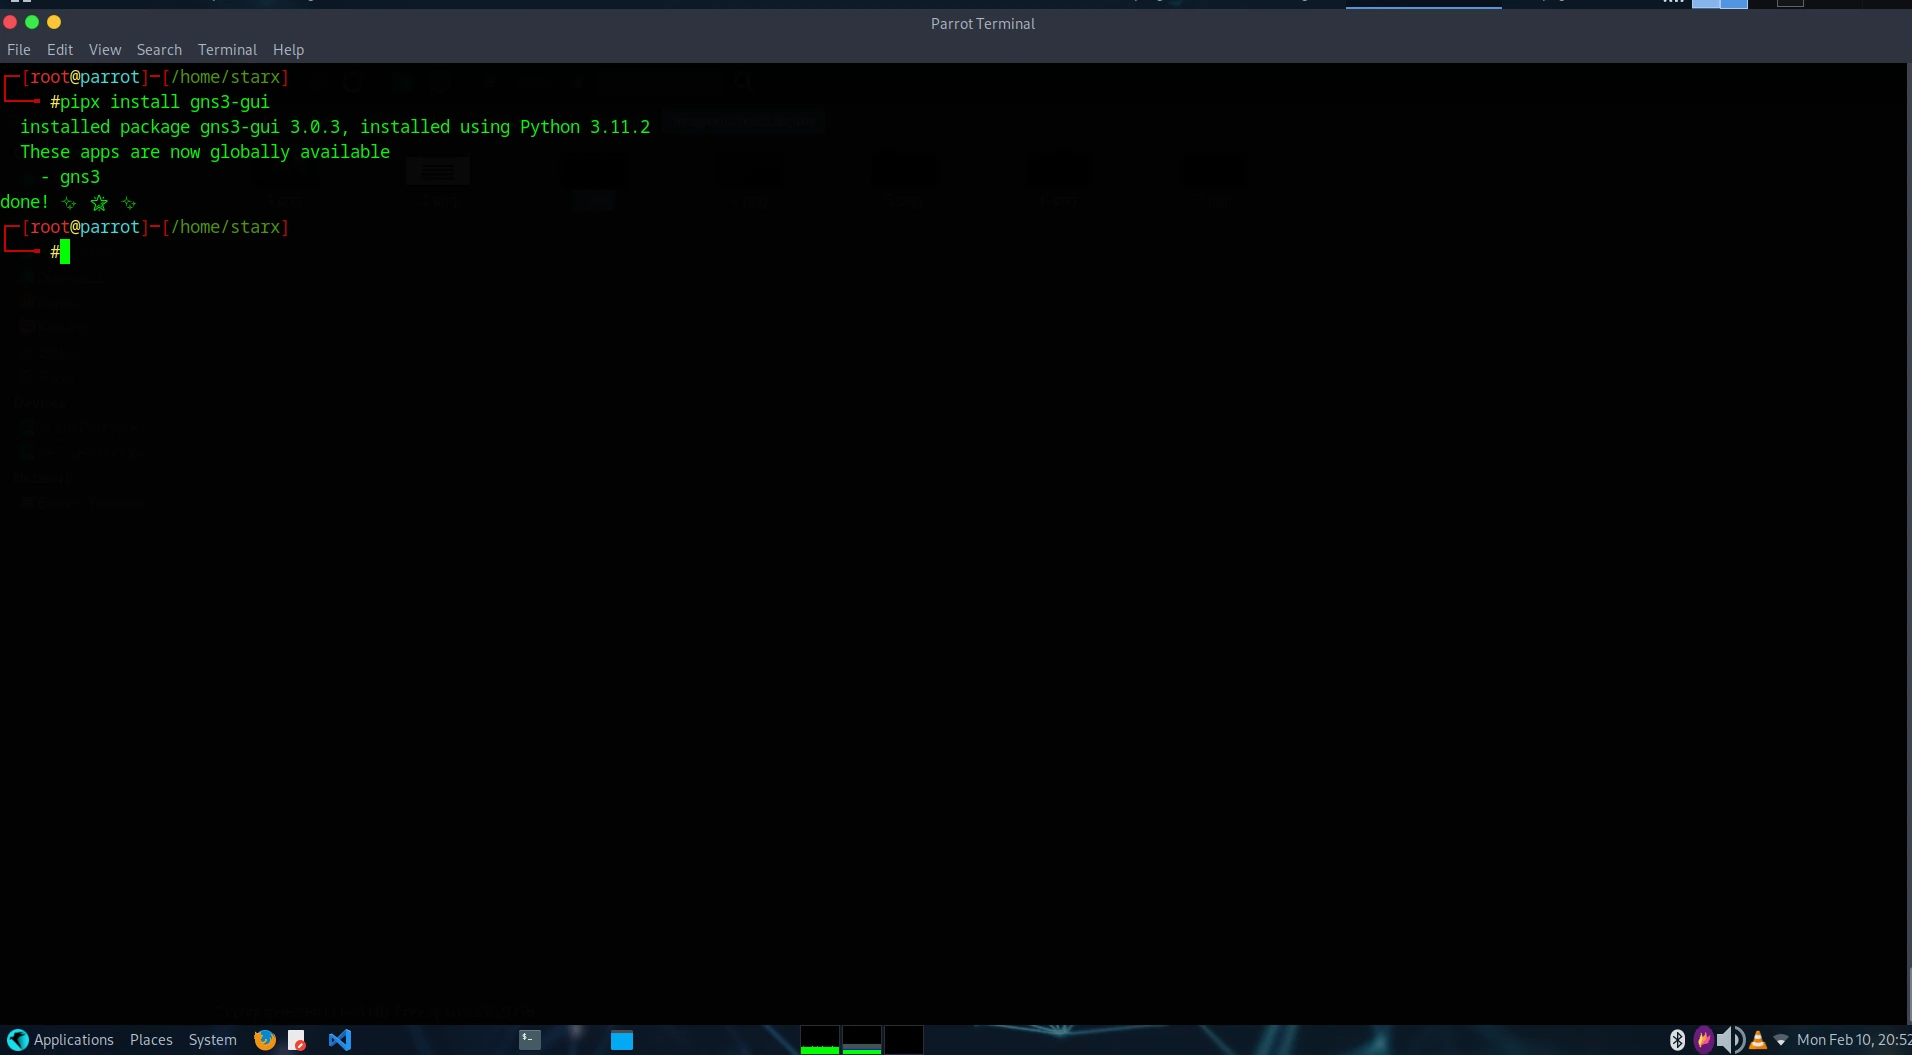 Parrot Terminal
File Edit View Search Terminal Help
[root@parrot]─[/home/starx]
#pipx install gns3-gui
installed package gns3-gui 3.0.3, installed using Python 3.11.2
These apps are now globally available
- gns3
done! ✨ 🌟 ✨
[root@parrot]─[/home/starx]
#
Applications Places System Mon Feb 10, 20:52